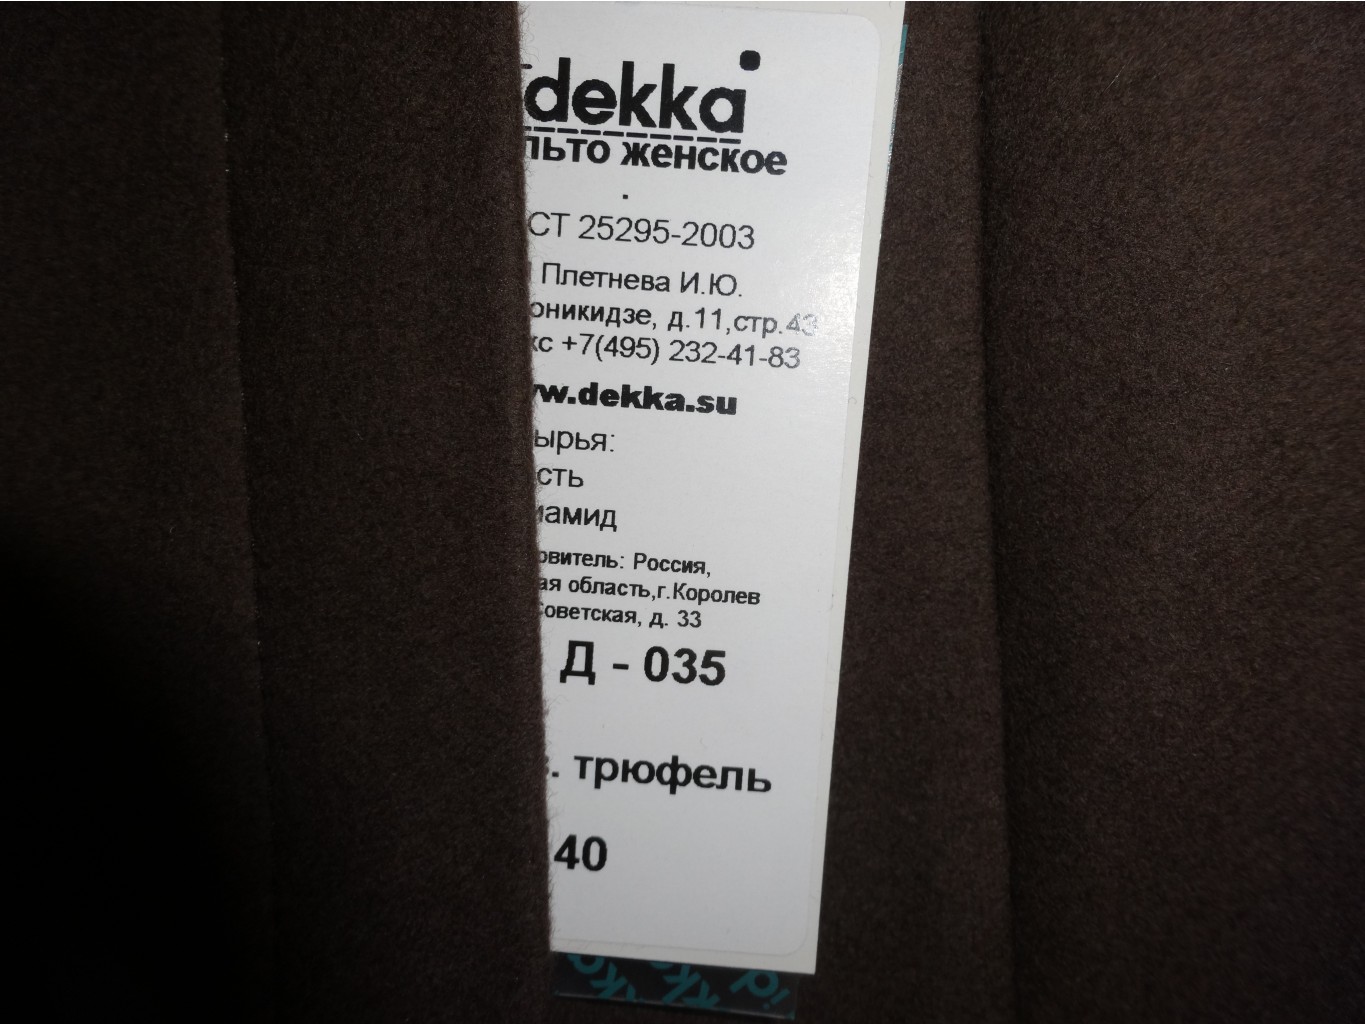 dekka
льто женское
.
СТ 25295-2003
Плетнева И.Ю.
оникидзе, д.11,стр.43
кс +7(495) 232-41-83
w.dekka.su
ырья:
сть
иамид
овитель: Россия,
ая область,г.Королев
Советская, д. 33
Д - 035
. трюфель
40